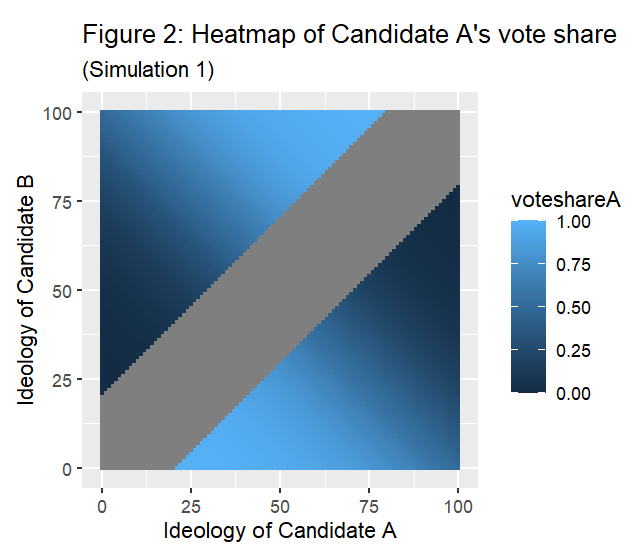 Figure 2: Heatmap of Candidate A's vote share
(Simulation 1)
Ideology of Candidate B
100
75
50
25
0
0 25 50 75 100
Ideology of Candidate A
voteshareA
1.00
0.75
0.50
0.25
0.00